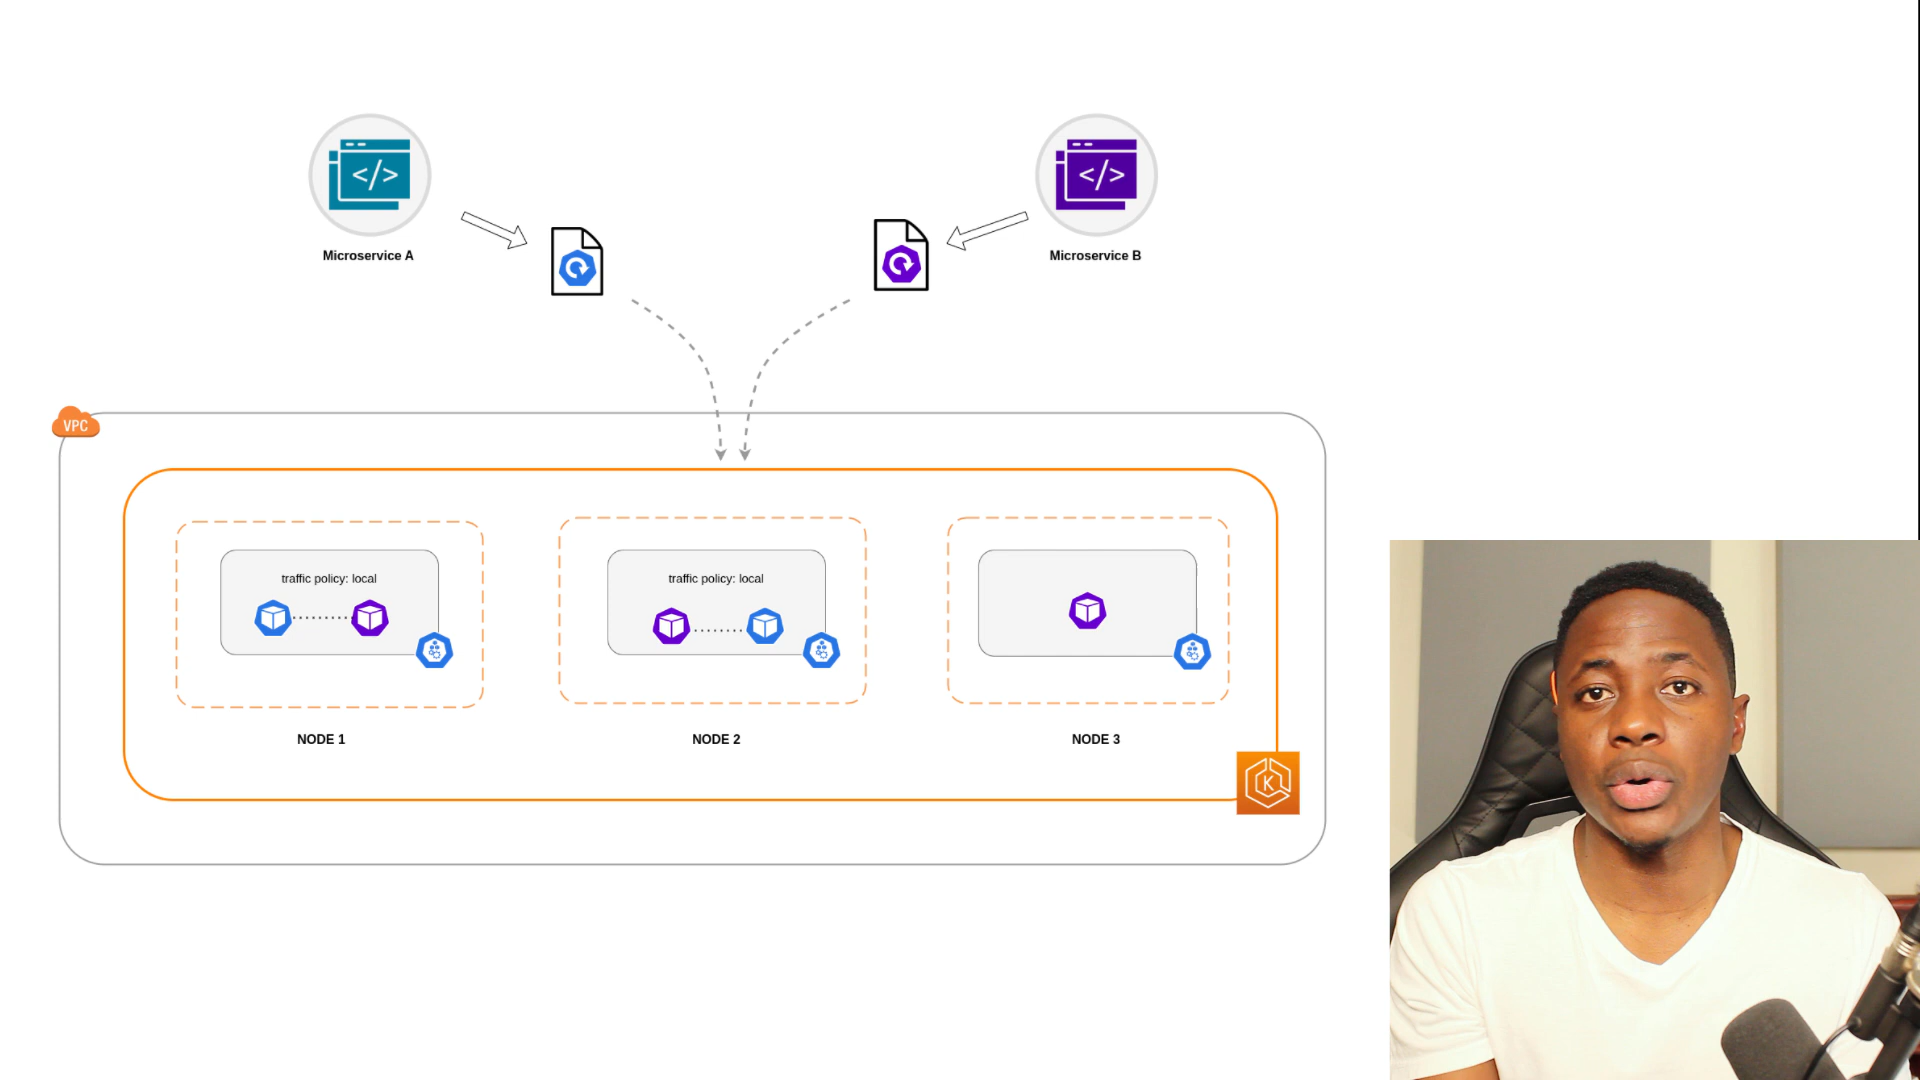 </>
</>
Microservice A
Microservice B
VPC
traffic policy: local
traffic policy: local
NODE 1
NODE 2
NODE 3
K